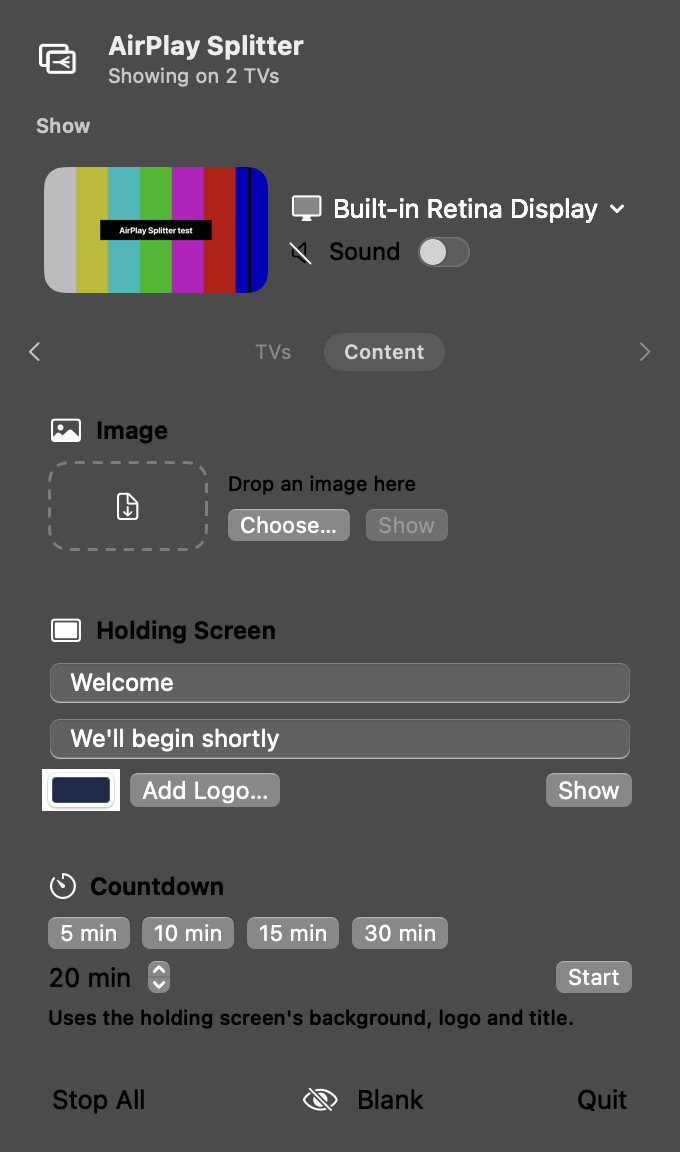 AirPlay Splitter
Showing on 2 TVs
Show
AirPlay Splitter test
Built-in Retina Display
Sound
TVs
Content
Image
Drop an image here
Choose...
Show
Holding Screen
Welcome
We'll begin shortly
Add Logo...
Show
Countdown
5 min
10 min
15 min
30 min
20 min
Start
Uses the holding screen's background, logo and title.
Stop All
Blank
Quit